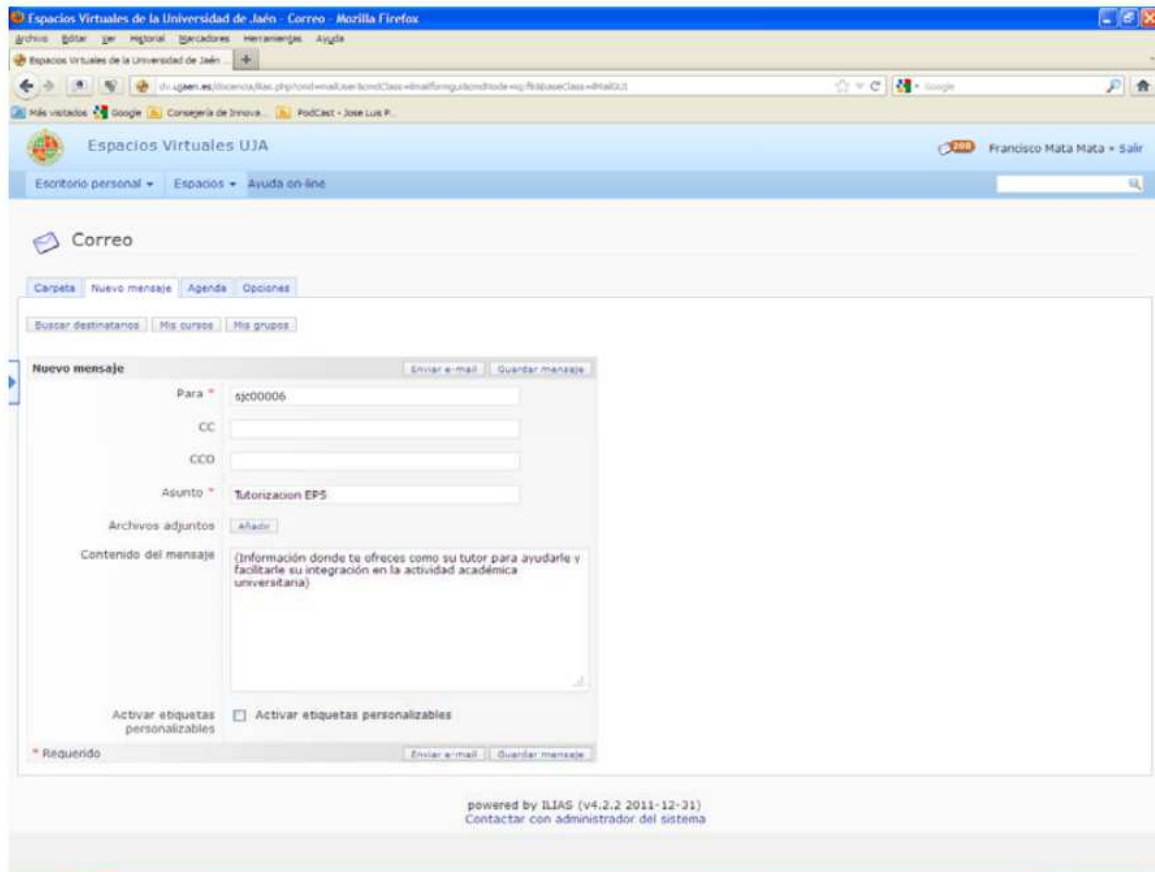 Espacios Virtuales de la Universidad de Jaén - Correo - Mozilla Firefox
Archivo Editar Ver Historial Marcadores Herramientas Ayuda
Espacios Virtuales de la Universidad de Jaén ...
Google
Más visitados Google Consejería de Innova... PodCast - Jose Luis P...
Espacios Virtuales UJA
200 Francisco Mata Mata • Salir
Escritorio personal Espacios Ayuda on-line
Correo
Carpeta Nuevo mensaje Agenda Opciones
Buscar destinatarios Mis cursos Mis grupos
Nuevo mensaje Enviar e-mail Guardar mensaje
Para * sjc00006
CC
CCO
Asunto * Tutorizacion EPS
Archivos adjuntos Añadir
Contenido del mensaje (Información donde te ofreces como su tutor para ayudarle y
facilitarle su integración en la actividad académica
universitaria)
Activar etiquetas Activar etiquetas personalizables
personalizables
* Requerido Enviar e-mail Guardar mensaje
powered by ILIAS (v4.2.2 2011-12-31)
Contactar con administrador del sistema